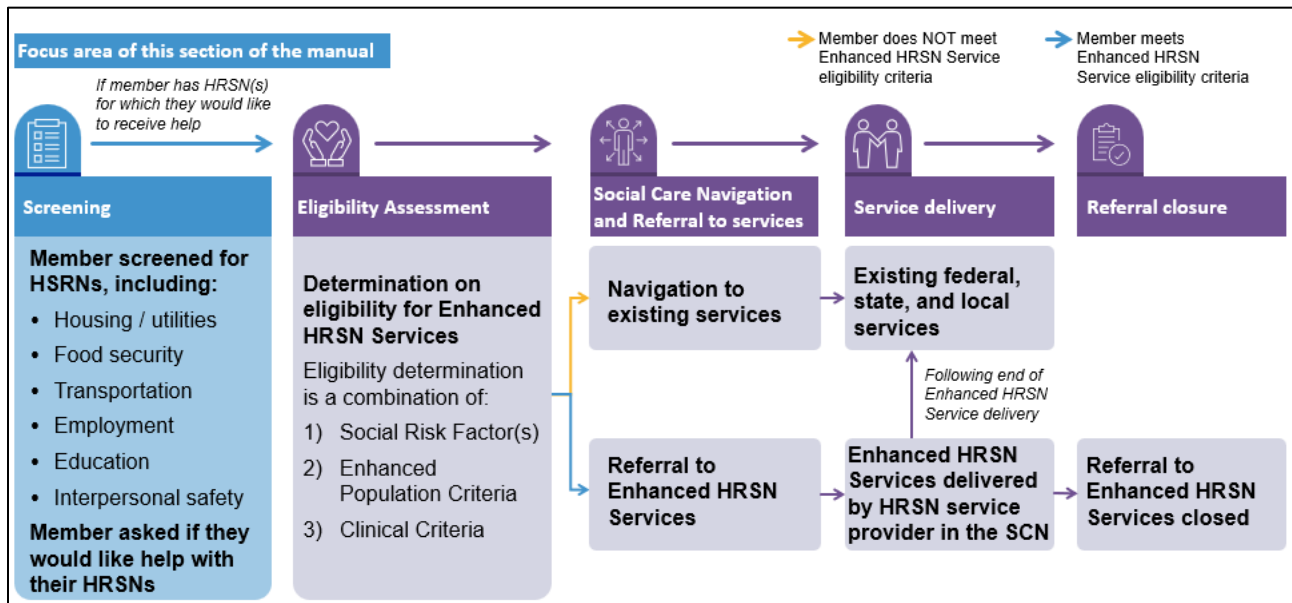 Focus area of this section of the manual
Member does NOT meet
Enhanced HRSN Service
eligibility criteria
Member meets
Enhanced HRSN
Service eligibility criteria
If member has HRSN(s)
for which they would like
to receive help
Screening
Eligibility Assessment
Social Care Navigation
and Referral to services
Service delivery
Referral closure
Member screened for
HSRNs, including:
• Housing / utilities
• Food security
• Transportation
• Employment
• Education
• Interpersonal safety
Member asked if they
would like help with
their HRSNs
Determination on
eligibility for Enhanced
HRSN Services
Eligibility determination
is a combination of:
1) Social Risk Factor(s)
2) Enhanced
Population Criteria
3) Clinical Criteria
Navigation to
existing services
Existing federal,
state, and local
services
Following end of
Enhanced HRSN
Service delivery
Referral to
Enhanced HRSN
Services
Enhanced HRSN
Services delivered
by HRSN service
provider in the SCN
Referral to
Enhanced HRSN
Services closed